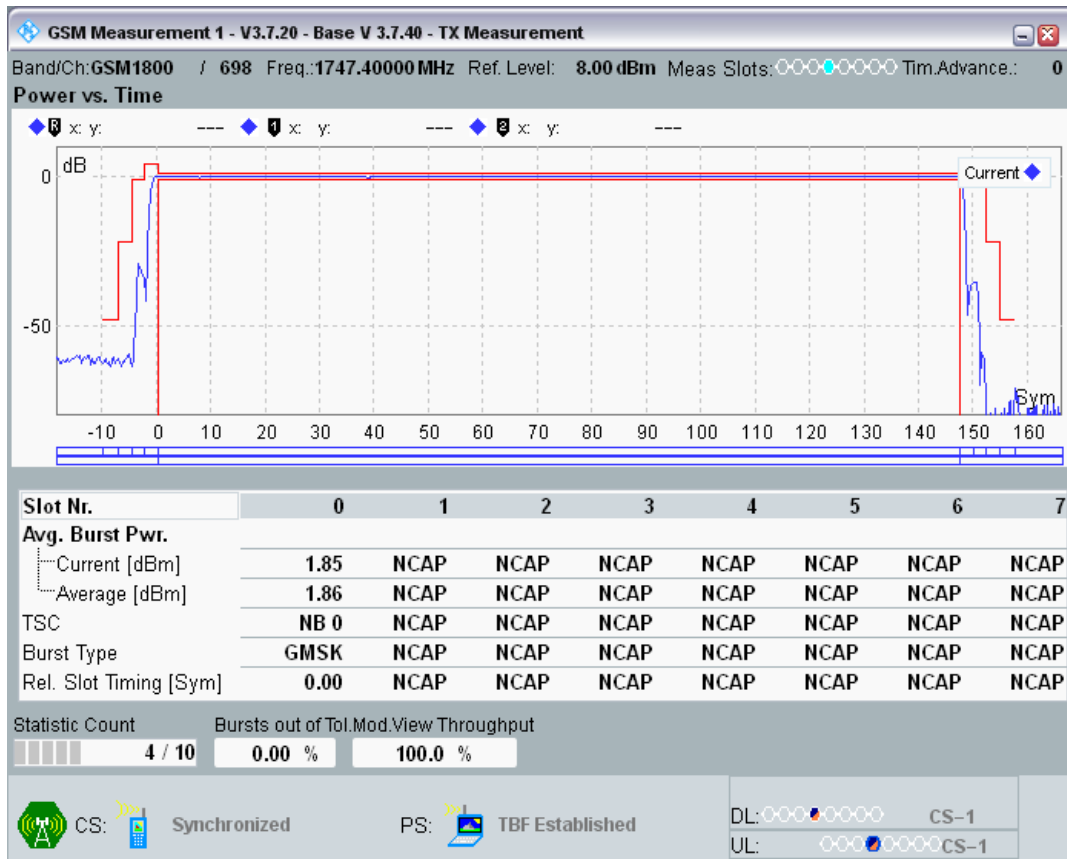 GSM Measurement 1 - V3.7.20 - Base V 3.7.40 - TX Measurement
Band/Ch:GSM1800 / 698 Freq.:1747.40000 MHz Ref. Level: 8.00 dBm Meas Slots: Tim.Advance.: 0
Power vs. Time
R x: y: --- 1 x: y: --- 2 x: y: ---
dB
Current
0
-50
Sym
-10 0 10 20 30 40 50 60 70 80 90 100 110 120 130 140 150 160
Slot Nr. 0 1 2 3 4 5 6 7
Avg. Burst Pwr.
Current [dBm] 1.85 NCAP NCAP NCAP NCAP NCAP NCAP NCAP
Average [dBm] 1.86 NCAP NCAP NCAP NCAP NCAP NCAP NCAP
TSC NB 0 NCAP NCAP NCAP NCAP NCAP NCAP NCAP
Burst Type GMSK NCAP NCAP NCAP NCAP NCAP NCAP NCAP
Rel. Slot Timing [Sym] 0.00 NCAP NCAP NCAP NCAP NCAP NCAP NCAP
Statistic Count Bursts out of Tol. Mod.View Throughput
4 / 10 0.00 % 100.0 %
CS: Synchronized PS: TBF Established
DL: CS-1
UL: CS-1